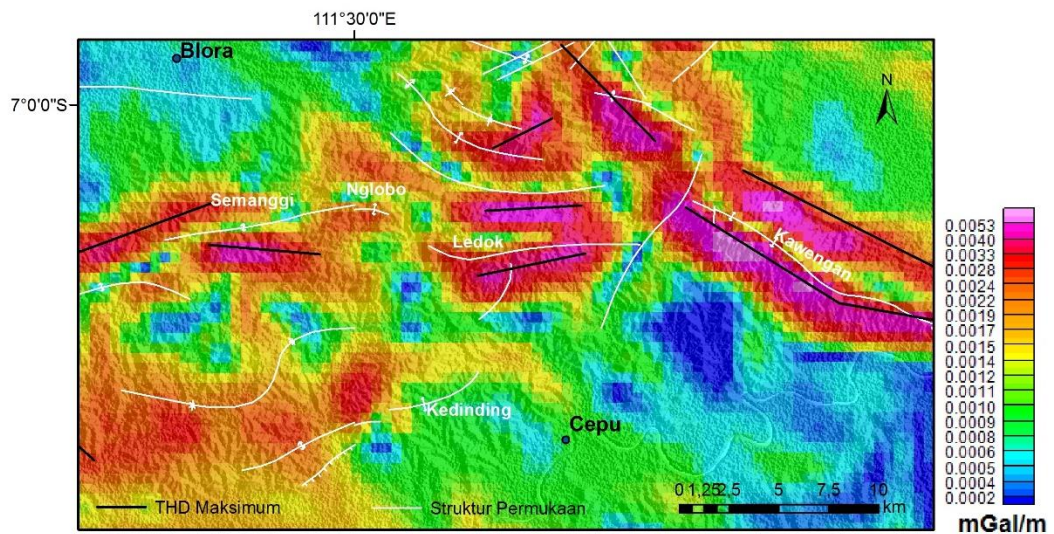 111°30'0"E
Blora
7°0'0"S
N
Semanggi
Nglobo
Ledok
Kawengan
Kedinding
Cepu
THD Maksimum
Struktur Permukaan
0 1,25 2,5 5 7,5 10
km
0.0053
0.0040
0.0033
0.0028
0.0024
0.0022
0.0019
0.0017
0.0014
0.0012
0.0011
0.0010
0.0009
0.0008
0.0006
0.0005
0.0004
0.0002
mGal/m